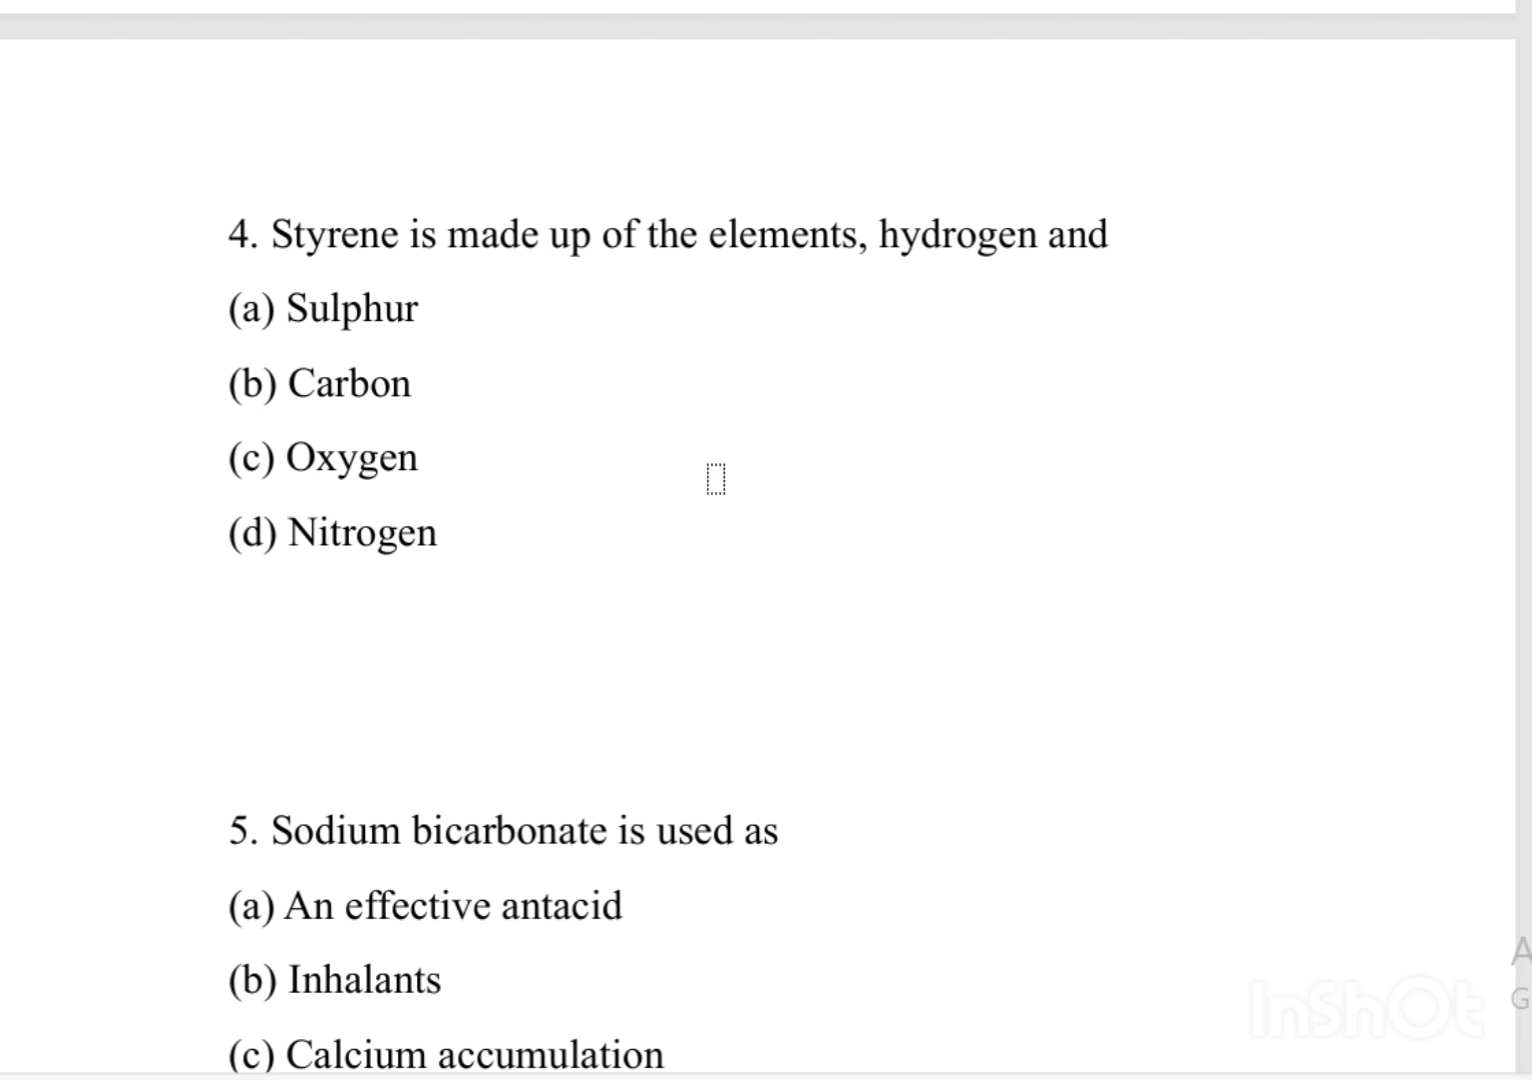 4. Styrene is made up of the elements, hydrogen and
(a) Sulphur
(b) Carbon
(c) Oxygen
(d) Nitrogen
5. Sodium bicarbonate is used as
(a) An effective antacid
(b) Inhalants
(c) Calcium accumulation
A
G
InShOt